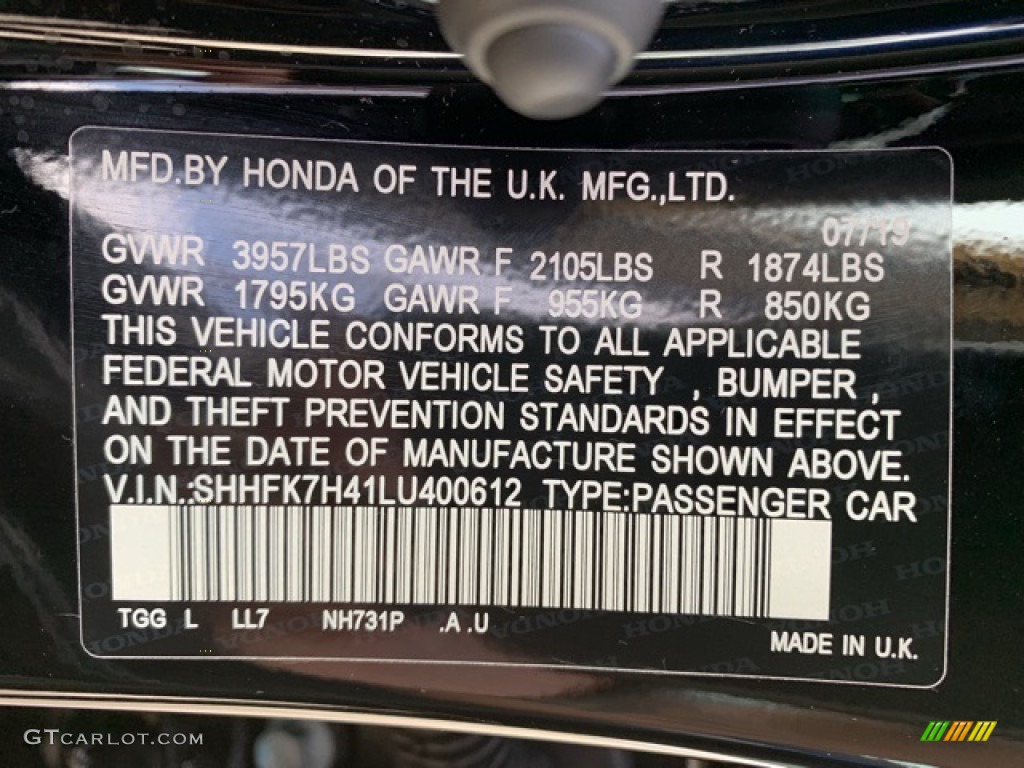 MFD.BY HONDA OF THE U.K. MFG.,LTD.
07/19
GVWR 3957LBS GAWR F 2105LBS R 1874LBS
GVWR 1795KG GAWR F 955KG R 850KG
THIS VEHICLE CONFORMS TO ALL APPLICABLE
FEDERAL MOTOR VEHICLE SAFETY , BUMPER ,
AND THEFT PREVENTION STANDARDS IN EFFECT
ON THE DATE OF MANUFACTURE SHOWN ABOVE.
V.I.N.:SHHFK7H41LU400612 TYPE:PASSENGER CAR
TGG L LL7 NH731P .A .U
MADE IN U.K.
GTCARLOT.COM